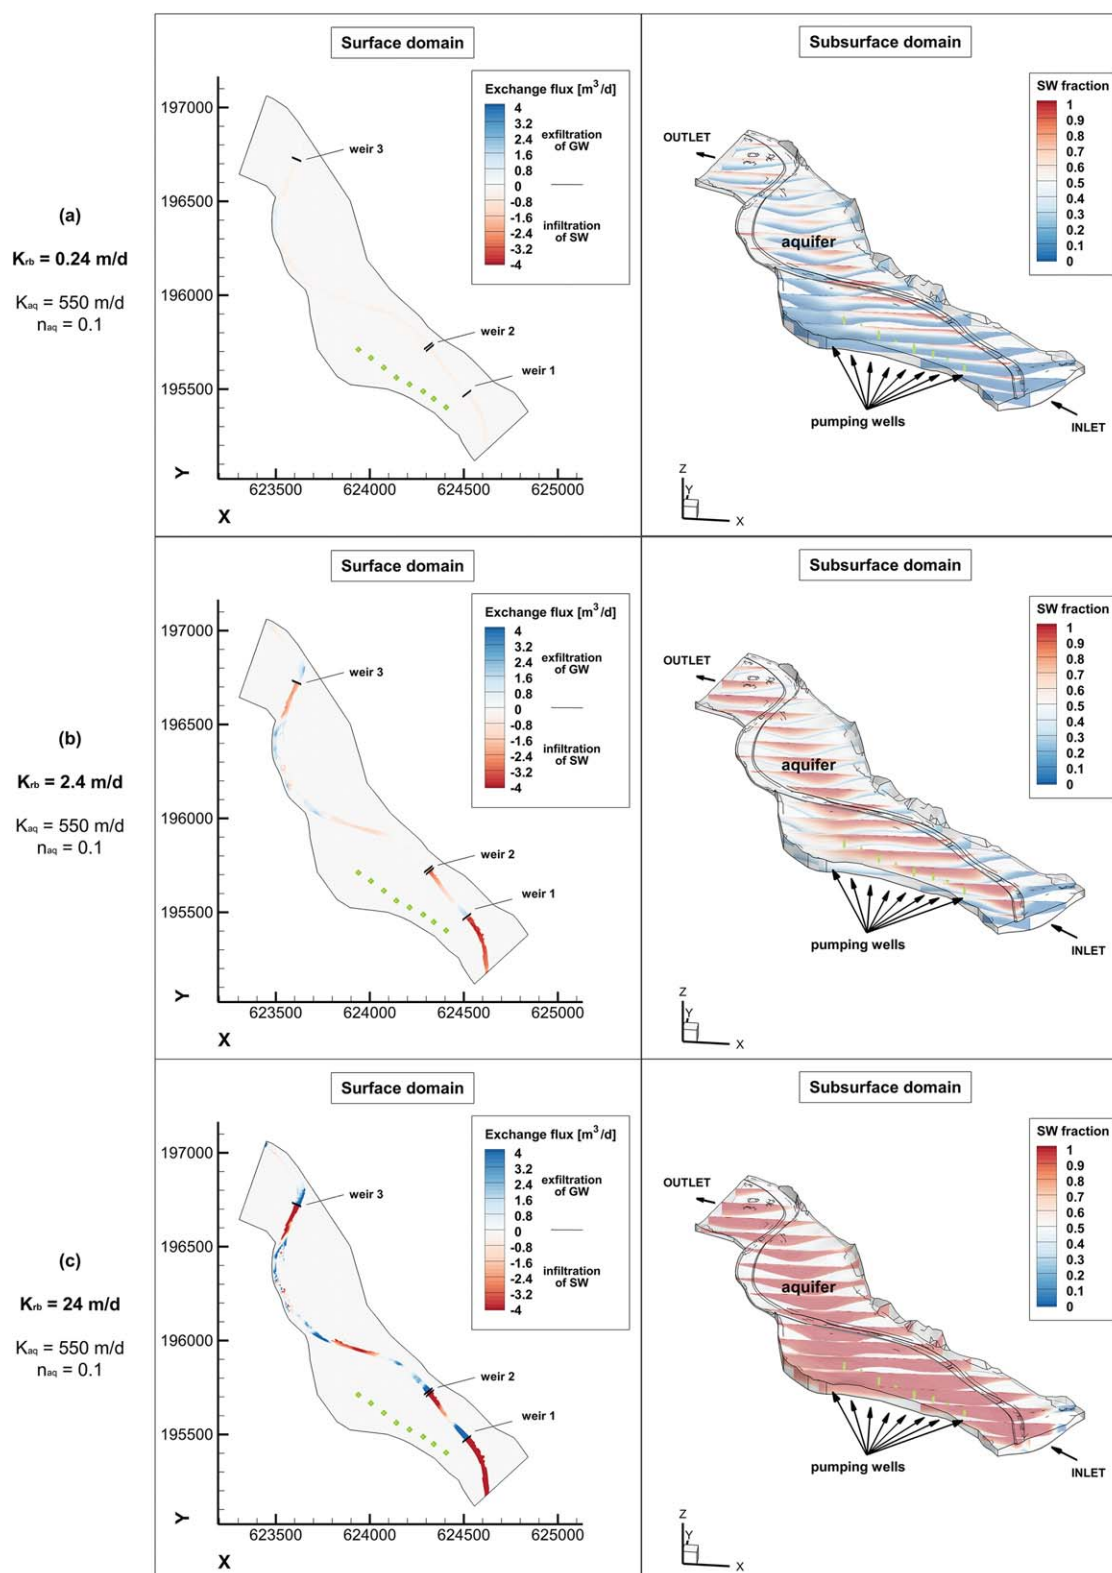 (a)
K_rb = 0.24 m/d
K_aq = 550 m/d
n_aq = 0.1
Surface domain
Exchange flux [m³/d]
4
3.2
2.4
1.6
0.8
0
-0.8
-1.6
-2.4
-3.2
-4
exfiltration
of GW
infiltration
of SW
197000
196500
196000
195500
Y
623500 624000 624500 625000
X
weir 3
weir 2
weir 1
Subsurface domain
SW fraction
1
0.9
0.8
0.7
0.6
0.5
0.4
0.3
0.2
0.1
0
OUTLET
aquifer
pumping wells
INLET
Z
Y
X
(b)
K_rb = 2.4 m/d
K_aq = 550 m/d
n_aq = 0.1
Surface domain
Exchange flux [m³/d]
4
3.2
2.4
1.6
0.8
0
-0.8
-1.6
-2.4
-3.2
-4
exfiltration
of GW
infiltration
of SW
197000
196500
196000
195500
Y
623500 624000 624500 625000
X
weir 3
weir 2
weir 1
Subsurface domain
SW fraction
1
0.9
0.8
0.7
0.6
0.5
0.4
0.3
0.2
0.1
0
OUTLET
aquifer
pumping wells
INLET
Z
Y
X
(c)
K_rb = 24 m/d
K_aq = 550 m/d
n_aq = 0.1
Surface domain
Exchange flux [m³/d]
4
3.2
2.4
1.6
0.8
0
-0.8
-1.6
-2.4
-3.2
-4
exfiltration
of GW
infiltration
of SW
197000
196500
196000
195500
Y
623500 624000 624500 625000
X
weir 3
weir 2
weir 1
Subsurface domain
SW fraction
1
0.9
0.8
0.7
0.6
0.5
0.4
0.3
0.2
0.1
0
OUTLET
aquifer
pumping wells
INLET
Z
Y
X